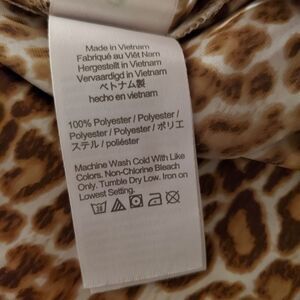 Made in Vietnam
Fabriqué au Viêt Nam
Hergestellt in Vietnam
Vervaardigd in Vietnam
ベトナム製
hecho en vietnam
100% Polyester / Polyester /
Polyester / Polyester / ポリエ
ステル / poliéster
Machine Wash Cold With Like
Colors. Non-Chlorine Bleach
Only. Tumble Dry Low. Iron on
Lowest Setting.